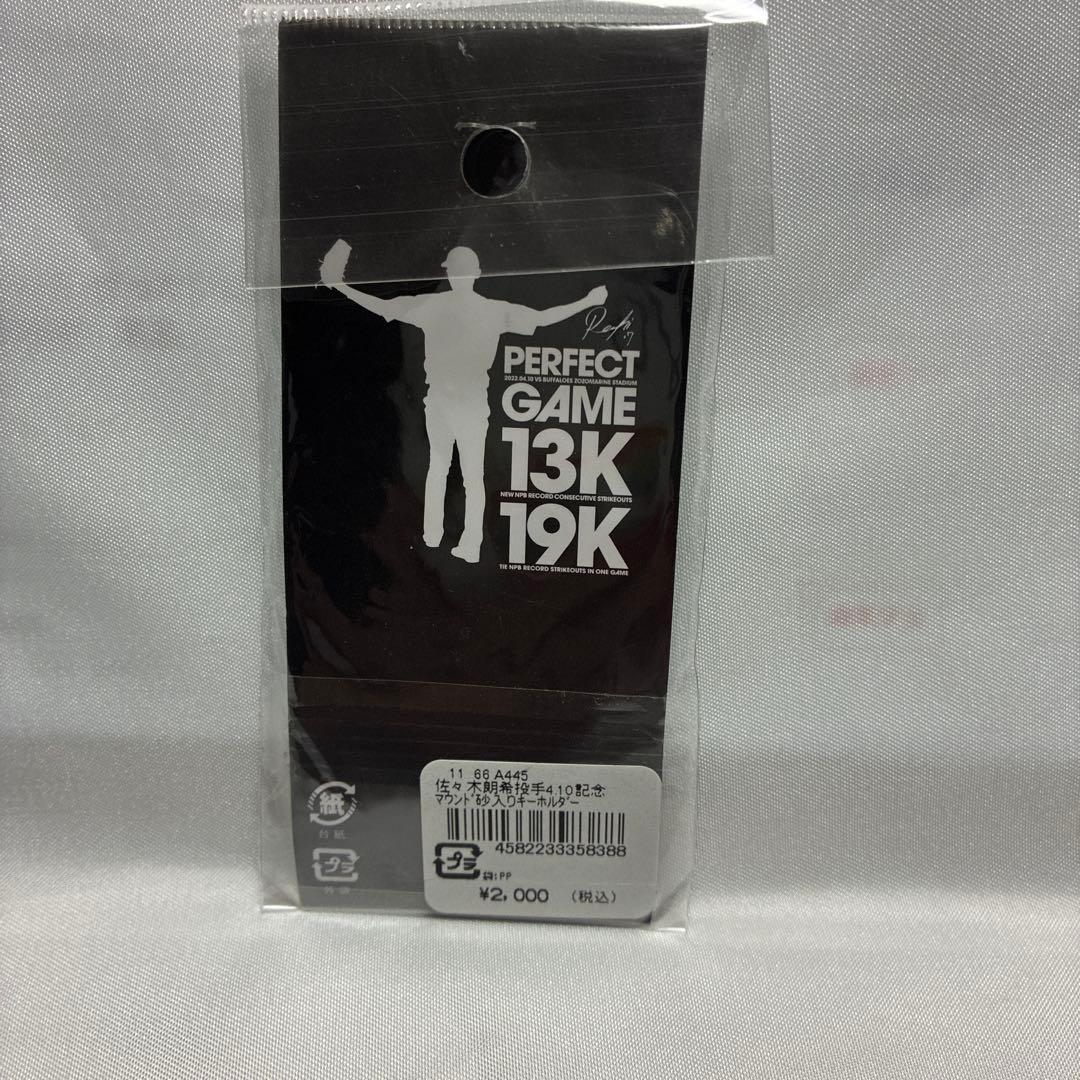 Roki
.17
PERFECT
2022.04.10 VS BUFFALOES ZOZOMARINE STADIUM
GAME
13K
NEW NPB RECORD CONSECUTIVE STRIKEOUTS
19K
TIE NPB RECORD STRIKEOUTS IN ONE GAME
紙
台紙
プラ
外袋
11 66 A445
佐々木朗希投手4.10記念
マウンド砂入りキーホルダー
4582233358388
プラ
袋:PP
¥2,000 (税込)